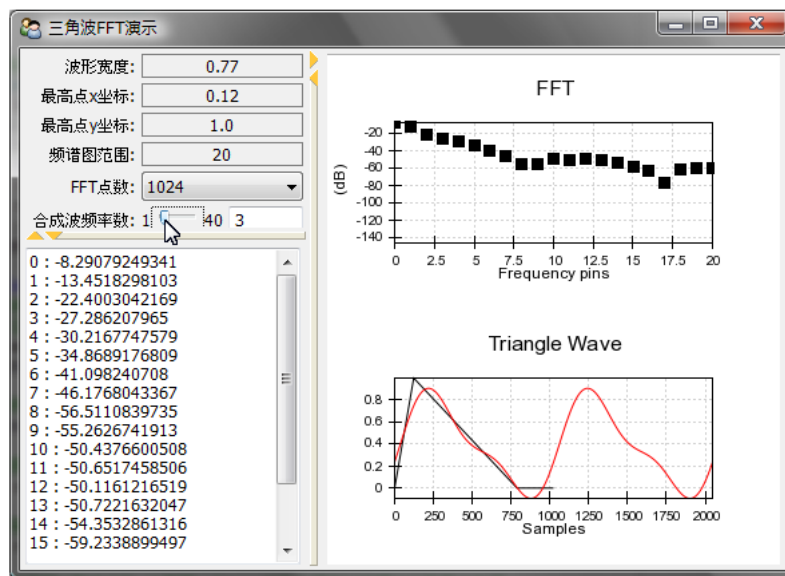 三角波FFT演示
波形宽度: 0.77
最高点x坐标: 0.12
最高点y坐标: 1.0
频谱图范围: 20
FFT点数: 1024
合成波频率数: 1 40 3
0 : -8.29079249341
1 : -13.4518298103
2 : -22.4003042169
3 : -27.286207965
4 : -30.2167747579
5 : -34.8689176809
6 : -41.098240708
7 : -46.1768043367
8 : -56.5110839735
9 : -55.2626741913
10 : -50.4376600508
11 : -50.6517458506
12 : -50.1161216519
13 : -50.7221632047
14 : -54.3532861316
15 : -59.2338899497
FFT
-20
-40
-60
-80
-100
-120
-140
(dB)
0 2.5 5 7.5 10 12.5 15 17.5 20
Frequency pins
Triangle Wave
0.8
0.6
0.4
0.2
0
0 250 500 750 1000 1250 1500 1750 2000
Samples